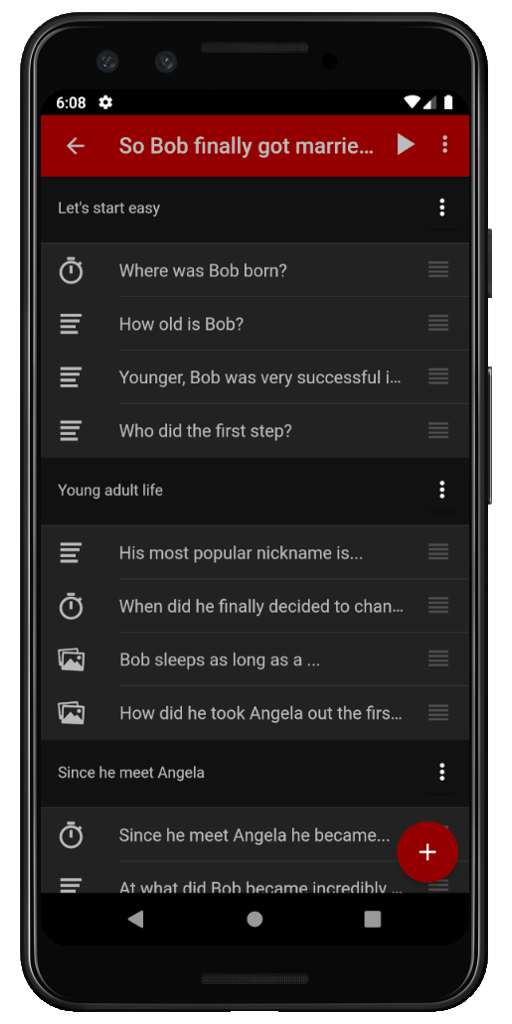 6:08
So Bob finally got marrie...
Let's start easy
Where was Bob born?
How old is Bob?
Younger, Bob was very successful i...
Who did the first step?
Young adult life
His most popular nickname is...
When did he finally decided to chan...
Bob sleeps as long as a ...
How did he took Angela out the firs...
Since he meet Angela
Since he meet Angela he became...
At what did Bob became incredibly ...